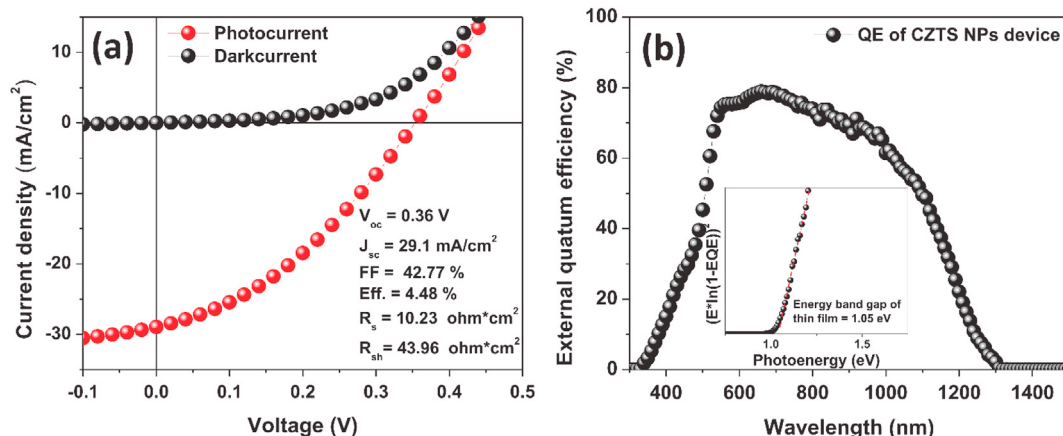 (a)
Photocurrent
Darkcurrent
Current density (mA/cm²)
10
0
-10
-20
-30
V_oc = 0.36 V
J_sc = 29.1 mA/cm²
FF = 42.77 %
Eff. = 4.48 %
R_s = 10.23 ohm*cm²
R_sh = 43.96 ohm*cm²
-0.1 0.0 0.1 0.2 0.3 0.4 0.5
Voltage (V)
(b)
QE of CZTS NPs device
External quatum efficiency (%)
100
80
60
40
20
0
(E*ln(1-EQE))²
Energy band gap of
thin film = 1.05 eV
1.0 1.5
Photoenergy (eV)
400 600 800 1000 1200 1400
Wavelength (nm)